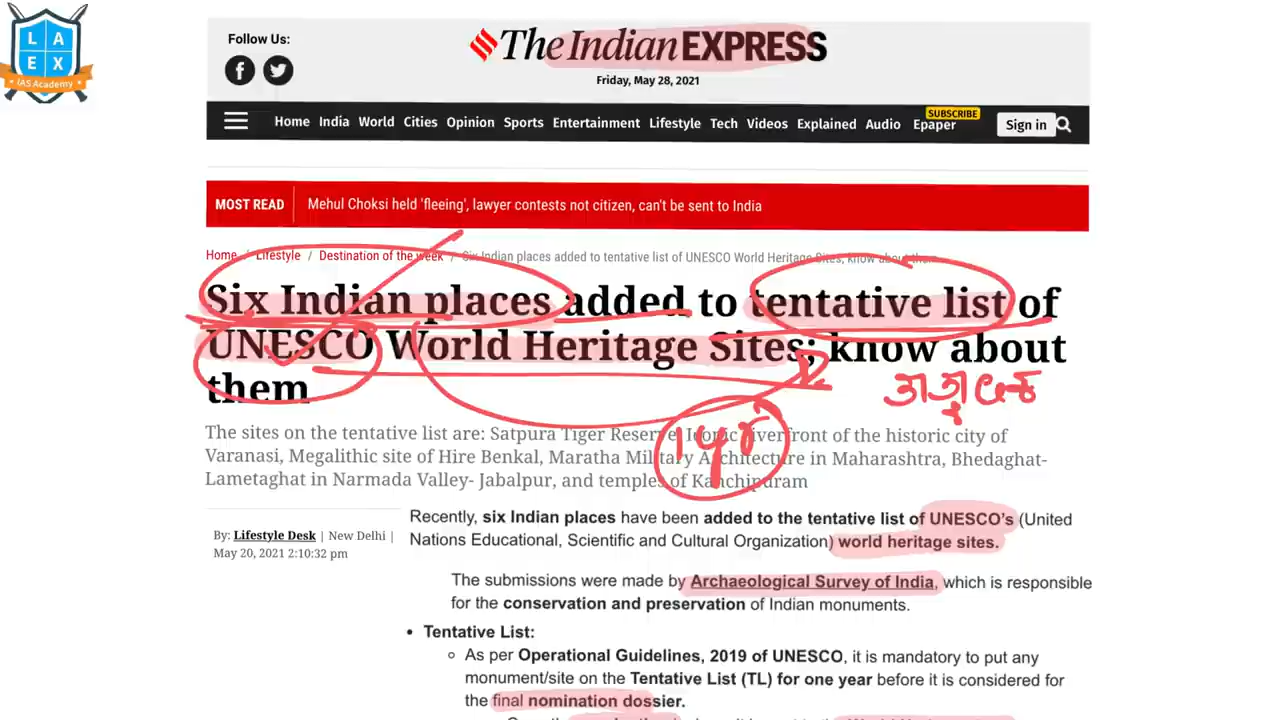 L A
E X
IAS Academy
Follow Us:
The Indian EXPRESS
Friday, May 28, 2021
Home India World Cities Opinion Sports Entertainment Lifestyle Tech Videos Explained Audio Epaper SUBSCRIBE Sign in
MOST READ Mehul Choksi held 'fleeing', lawyer contests not citizen, can't be sent to India
Home / Lifestyle / Destination of the week / Six Indian places added to tentative list of UNESCO World Heritage Sites; know about them
Six Indian places added to tentative list of
UNESCO World Heritage Sites; know about
them
The sites on the tentative list are: Satpura Tiger Reserve, Iconic riverfront of the historic city of
Varanasi, Megalithic site of Hire Benkal, Maratha Military Architecture in Maharashtra, Bhedaghat-
Lametaghat in Narmada Valley- Jabalpur, and temples of Kanchipuram
By: Lifestyle Desk | New Delhi |
May 20, 2021 2:10:32 pm
Recently, six Indian places have been added to the tentative list of UNESCO's (United
Nations Educational, Scientific and Cultural Organization) world heritage sites.
The submissions were made by Archaeological Survey of India, which is responsible
for the conservation and preservation of Indian monuments.
• Tentative List:
As per Operational Guidelines, 2019 of UNESCO, it is mandatory to put any
monument/site on the Tentative List (TL) for one year before it is considered for
the final nomination dossier.